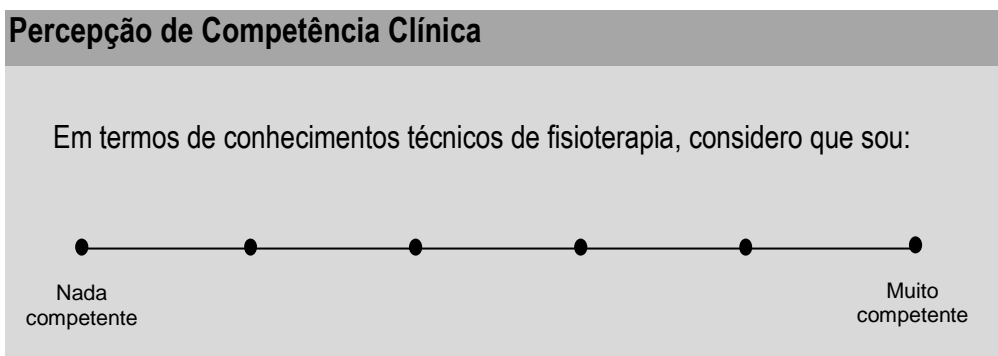 Percepção de Competência Clínica
Em termos de conhecimentos técnicos de fisioterapia, considero que sou:
Nada
competente
Muito
competente